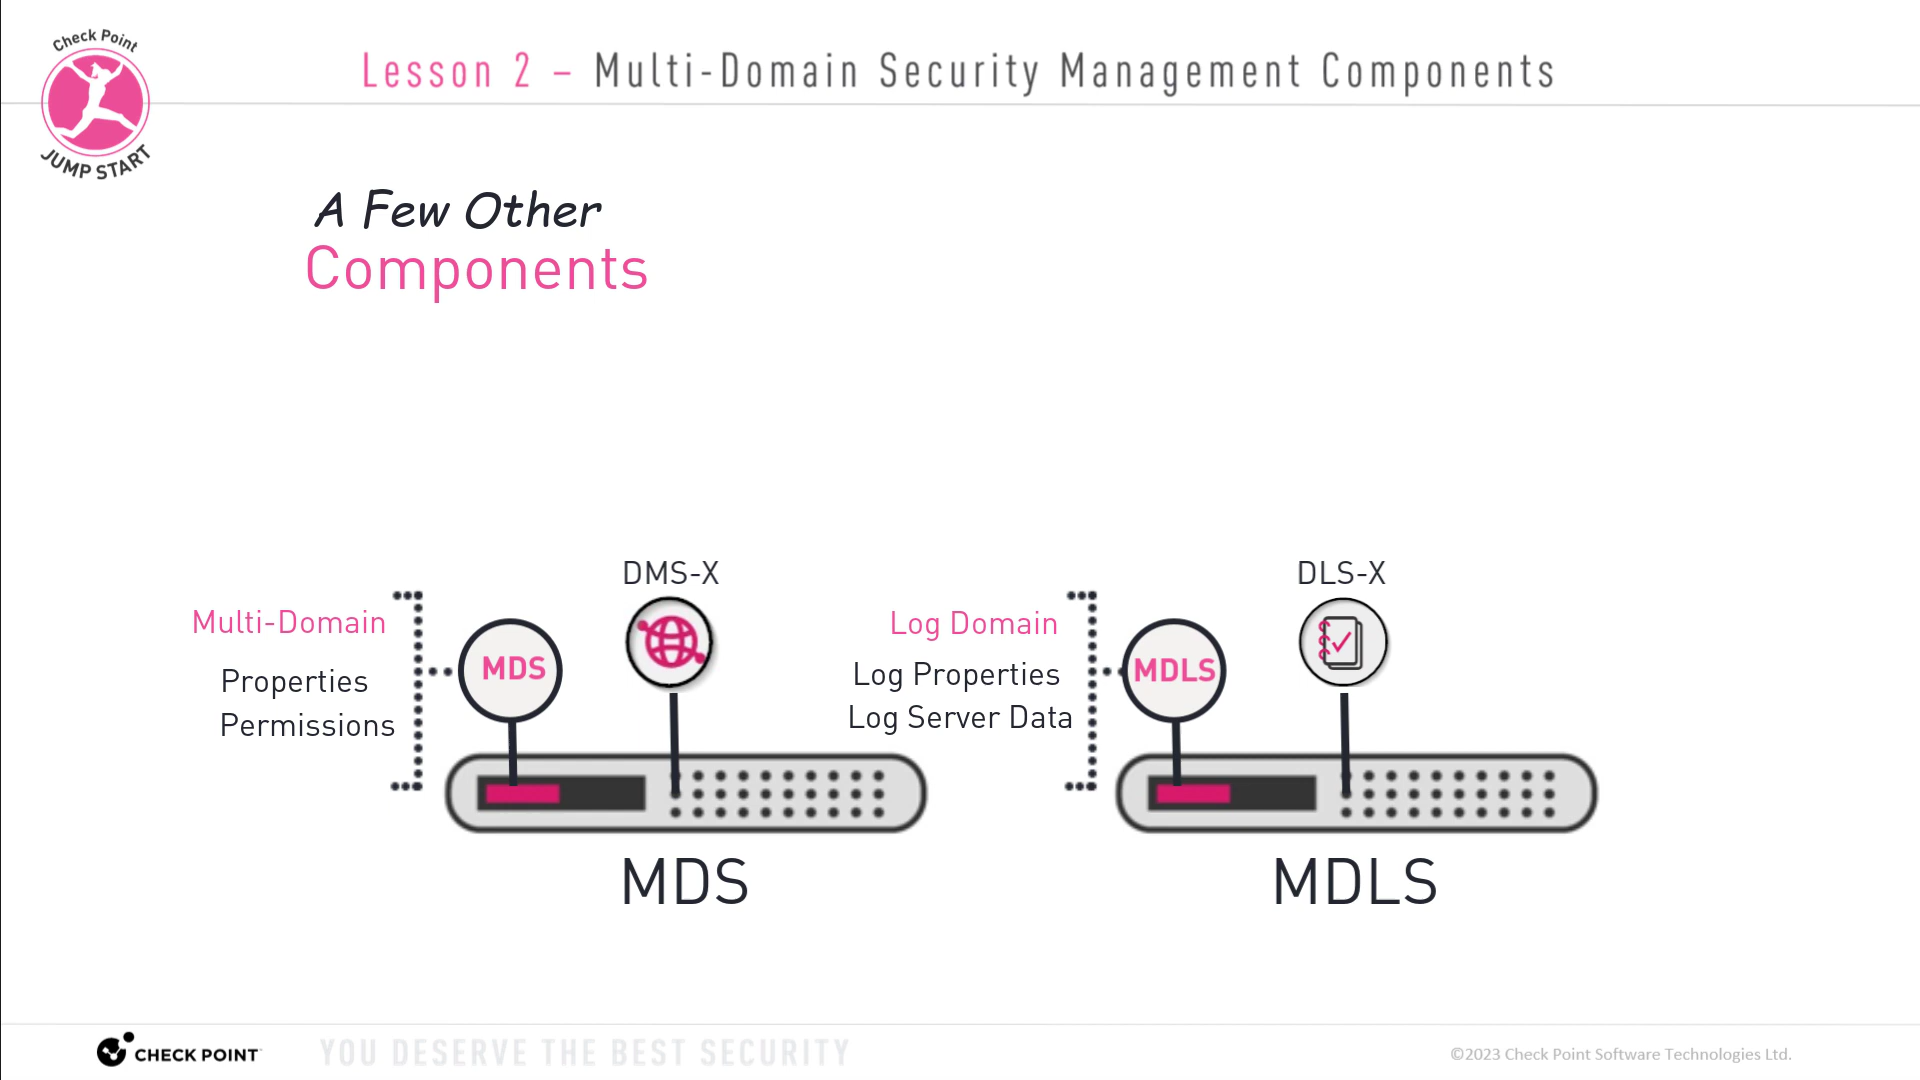 Check Point
JUMP START
Lesson 2 – Multi-Domain Security Management Components
A Few Other
Components
DMS-X
DLS-X
Multi-Domain
Properties
Permissions
MDS
Log Domain
Log Properties
Log Server Data
MDLS
MDS
MDLS
CHECK POINT
YOU DESERVE THE BEST SECURITY
©2023 Check Point Software Technologies Ltd.